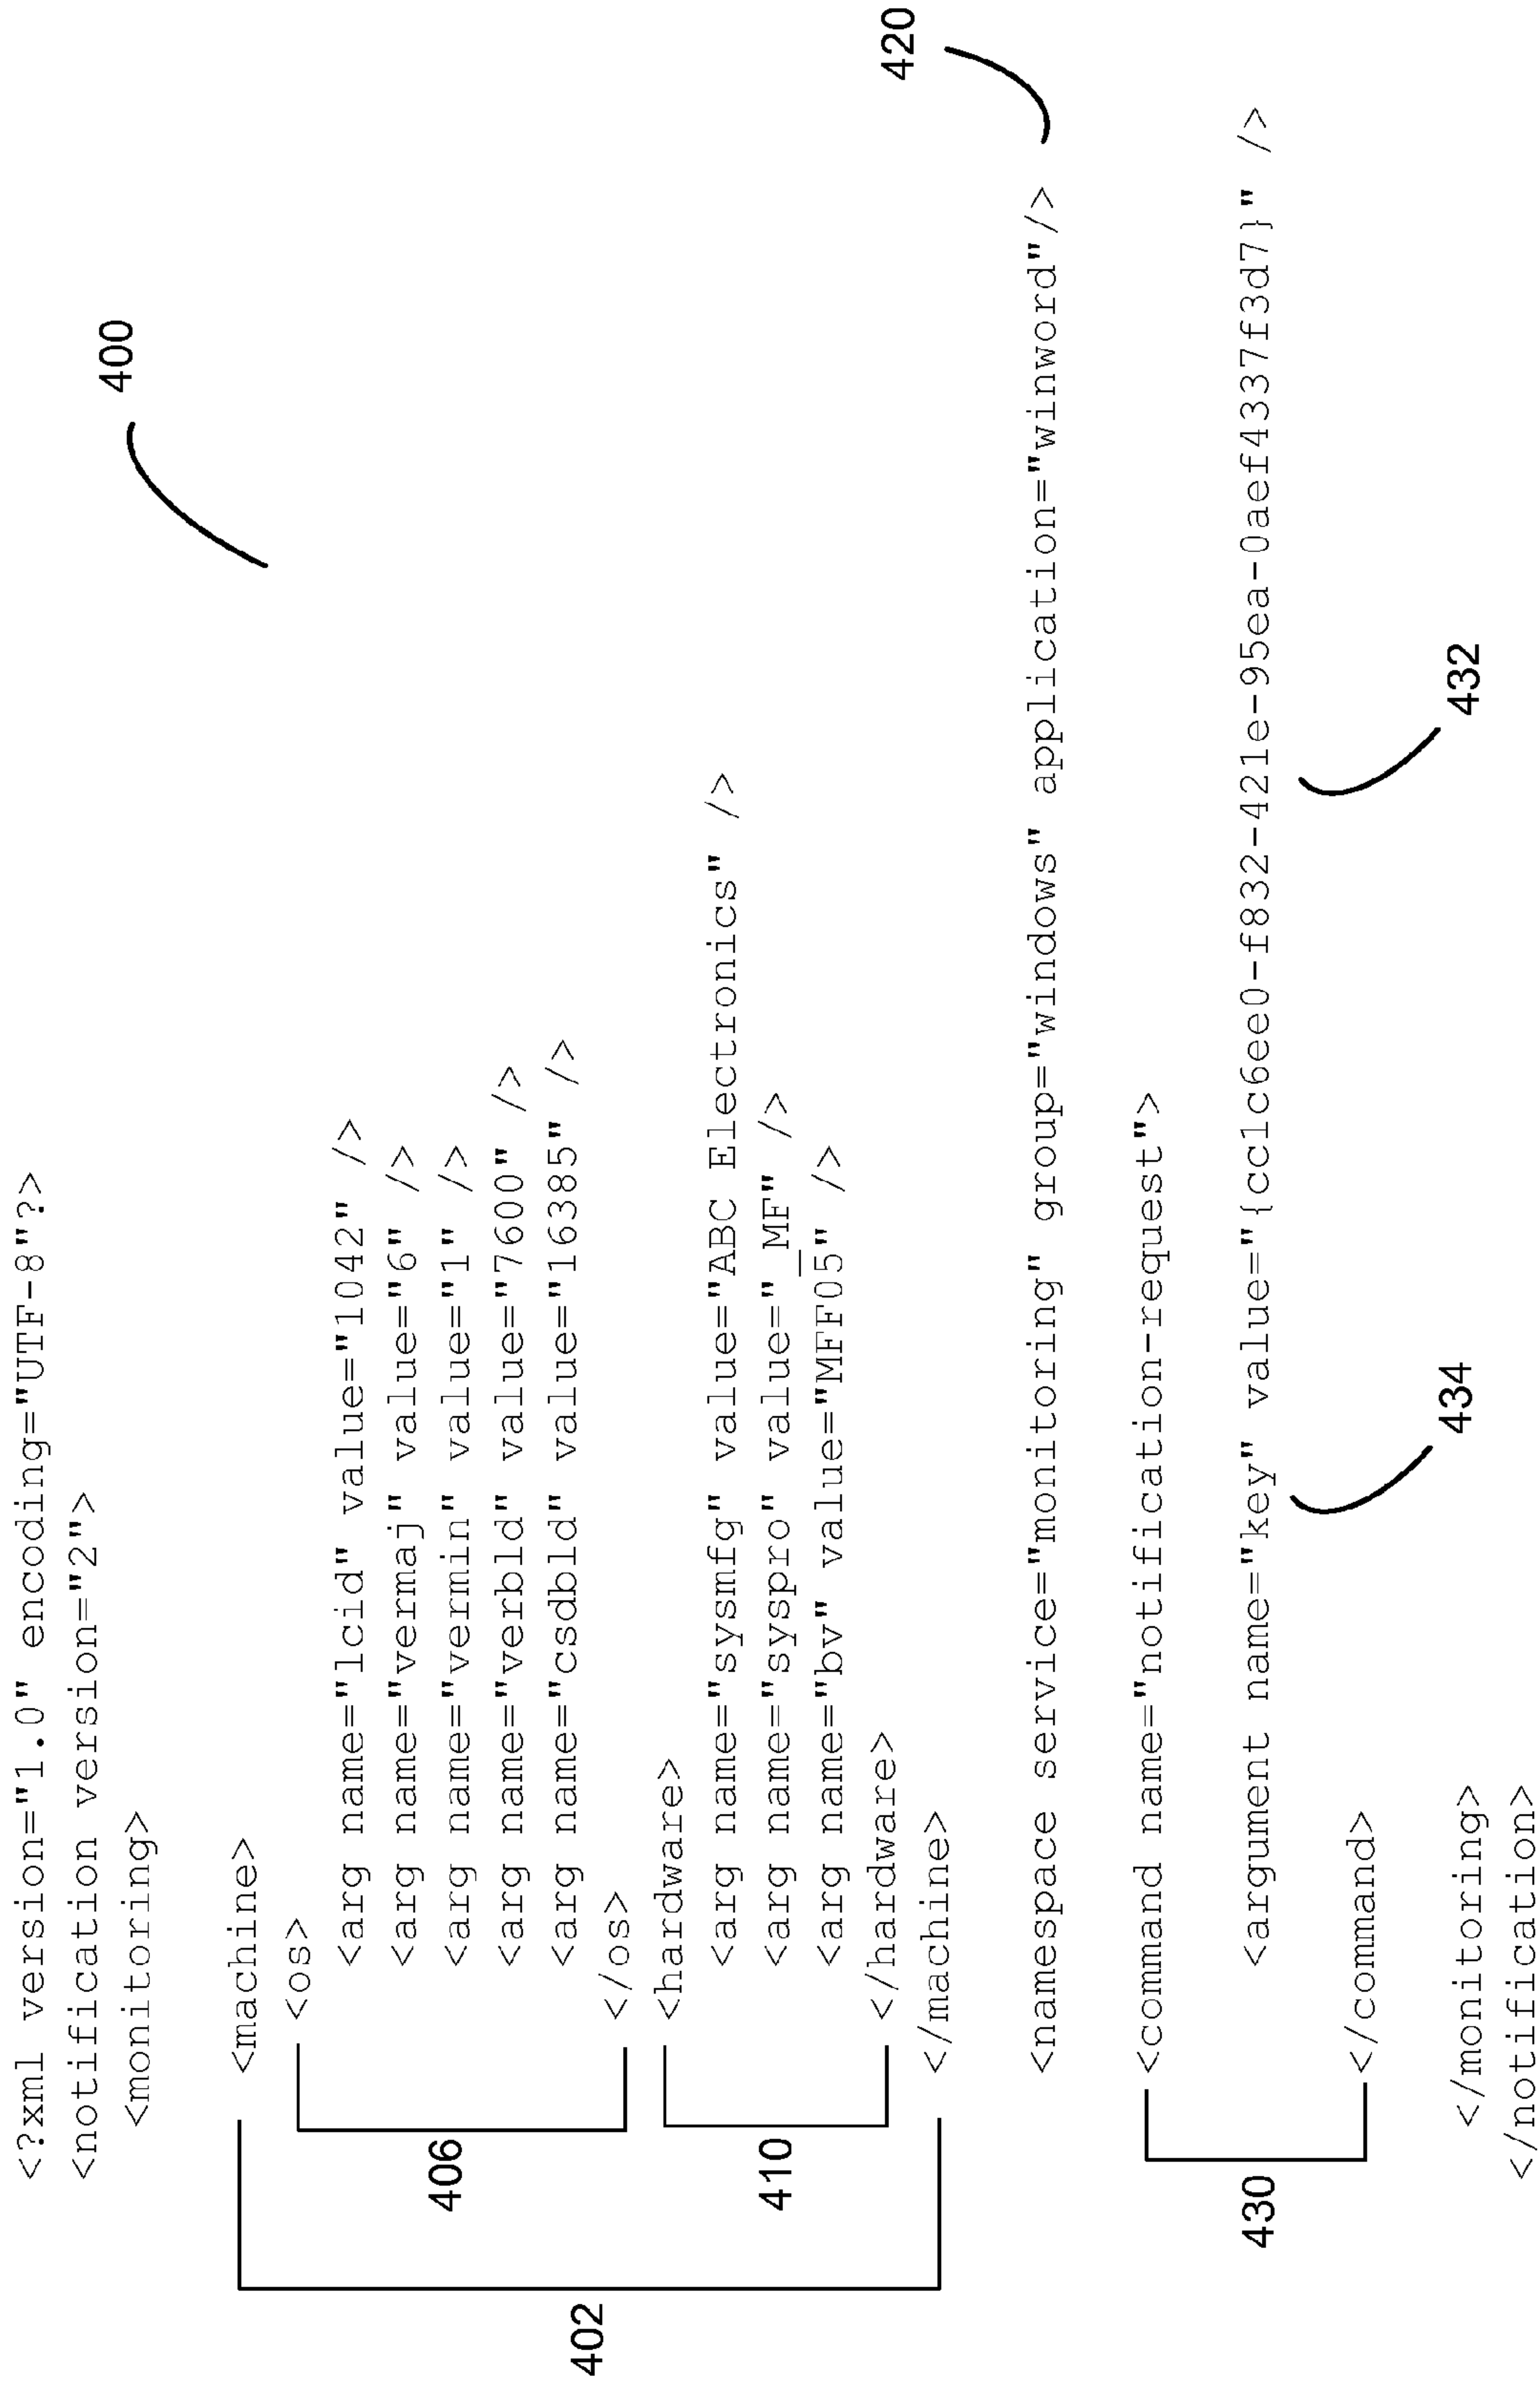 400
<?xml version="1.0" encoding="UTF-8"?>
<notification version="2">
<monitoring>
<machine>
<os>
<arg name="lcid" value="1042" />
<arg name="vermaj" value="6" />
<arg name="vermin" value="1" />
<arg name="verbld" value="7600" />
<arg name="csdbld" value="16385" />
</os>
406
<hardware>
<arg name="sysmfg" value="ABC Electronics" />
<arg name="syspro" value="_MF" />
<arg name="bv" value="MFF05" />
</hardware>
410
</machine>
402
420
<namespace service="monitoring" group="windows" application="winword"/>
<command name="notification-request">
<argument name="key" value="{cc1c6ee0-f832-421e-95ea-0aef4337f3d7}" />
434
432
</command>
430
</monitoring>
</notification>